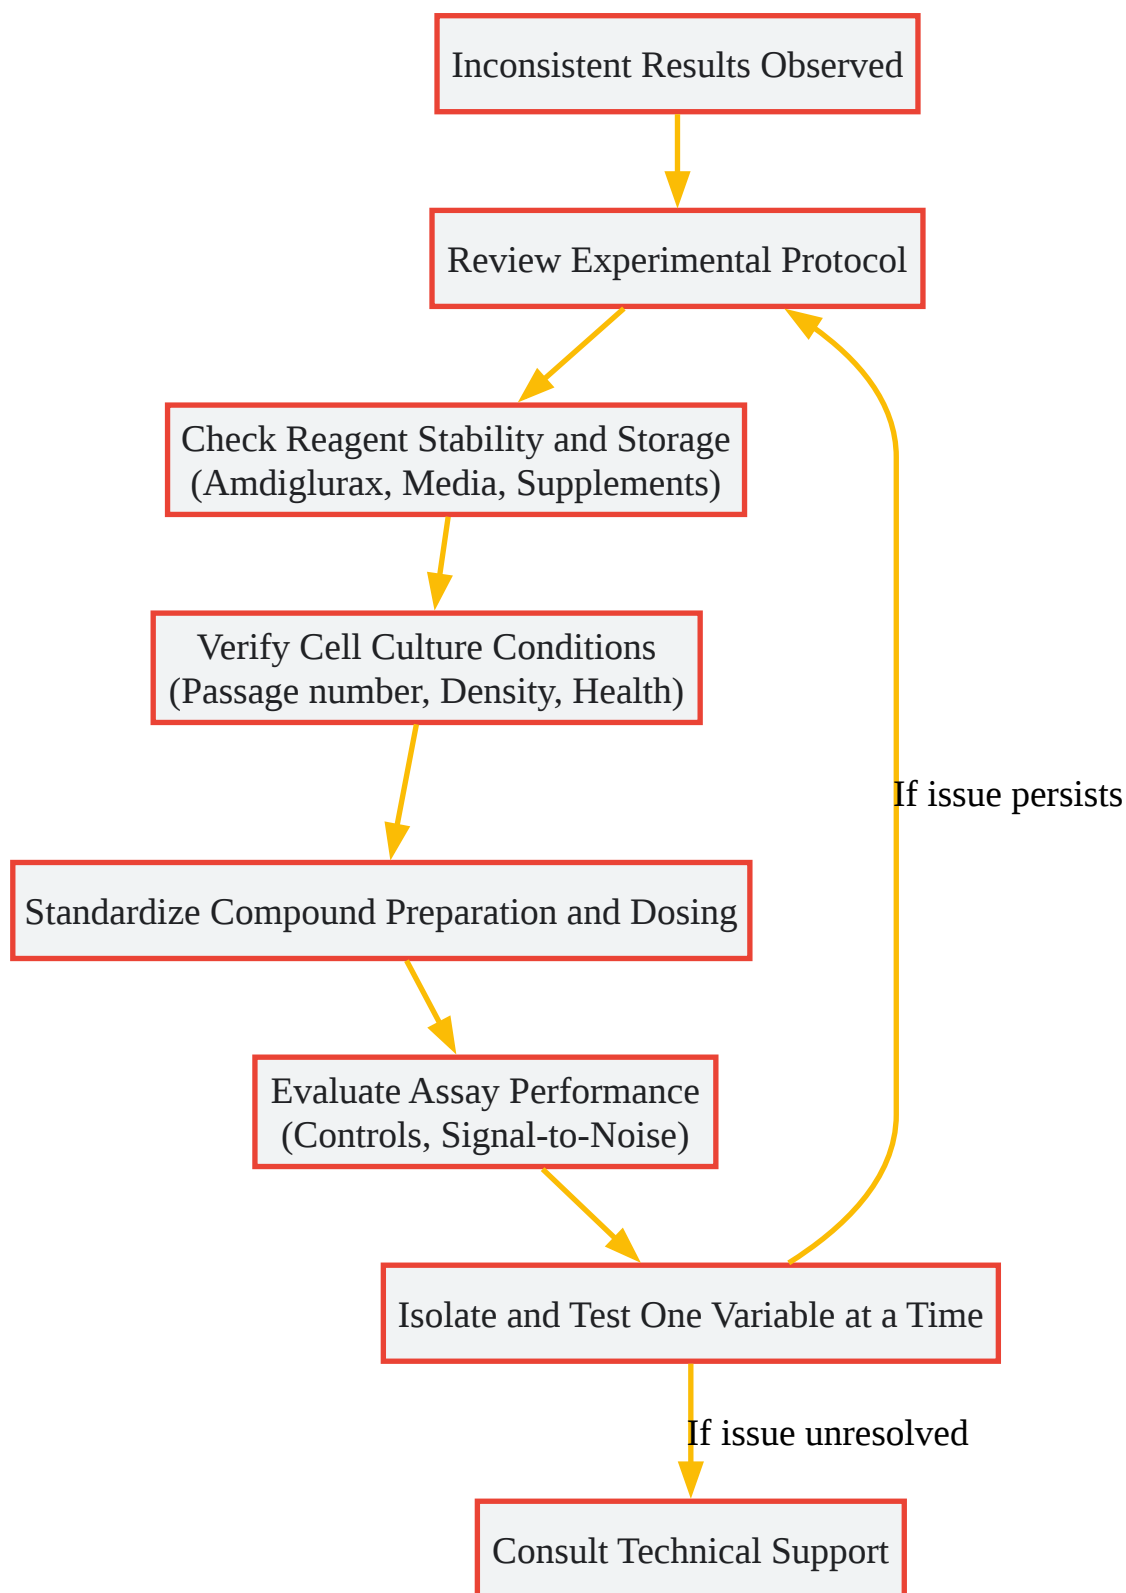 Inconsistent Results Observed
Review Experimental Protocol
Check Reagent Stability and Storage
(Amdiglurax, Media, Supplements)
Verify Cell Culture Conditions
(Passage number, Density, Health)
If issue persists
Standardize Compound Preparation and Dosing
Evaluate Assay Performance
(Controls, Signal-to-Noise)
Isolate and Test One Variable at a Time
If issue unresolved
Consult Technical Support